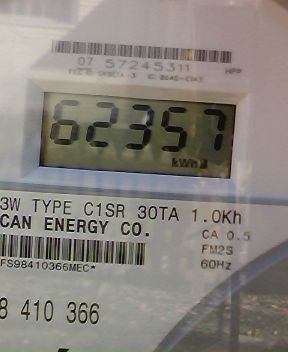 07 57245311
HPP
62357
kWh
3W TYPE C1SR 30TA 1.0Kh
CAN ENERGY CO.
CA 0.5
FM2S
FS98410366MEC*
60Hz
8 410 366